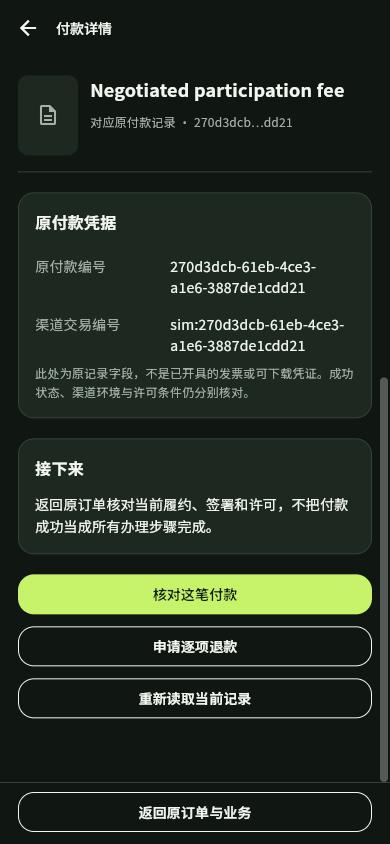 付款详情
Negotiated participation fee
对应原付款记录 · 270d3dcb…dd21
原付款凭据
原付款编号
270d3dcb-61eb-4ce3-
a1e6-3887de1cdd21
渠道交易编号
sim:270d3dcb-61eb-4ce3-
a1e6-3887de1cdd21
此处为原记录字段，不是已开具的发票或可下载凭证。成功
状态、渠道环境与许可条件仍分别核对。
接下来
返回原订单核对当前履约、签署和许可，不把付款
成功当成所有办理步骤完成。
核对这笔付款
申请逐项退款
重新读取当前记录
返回原订单与业务